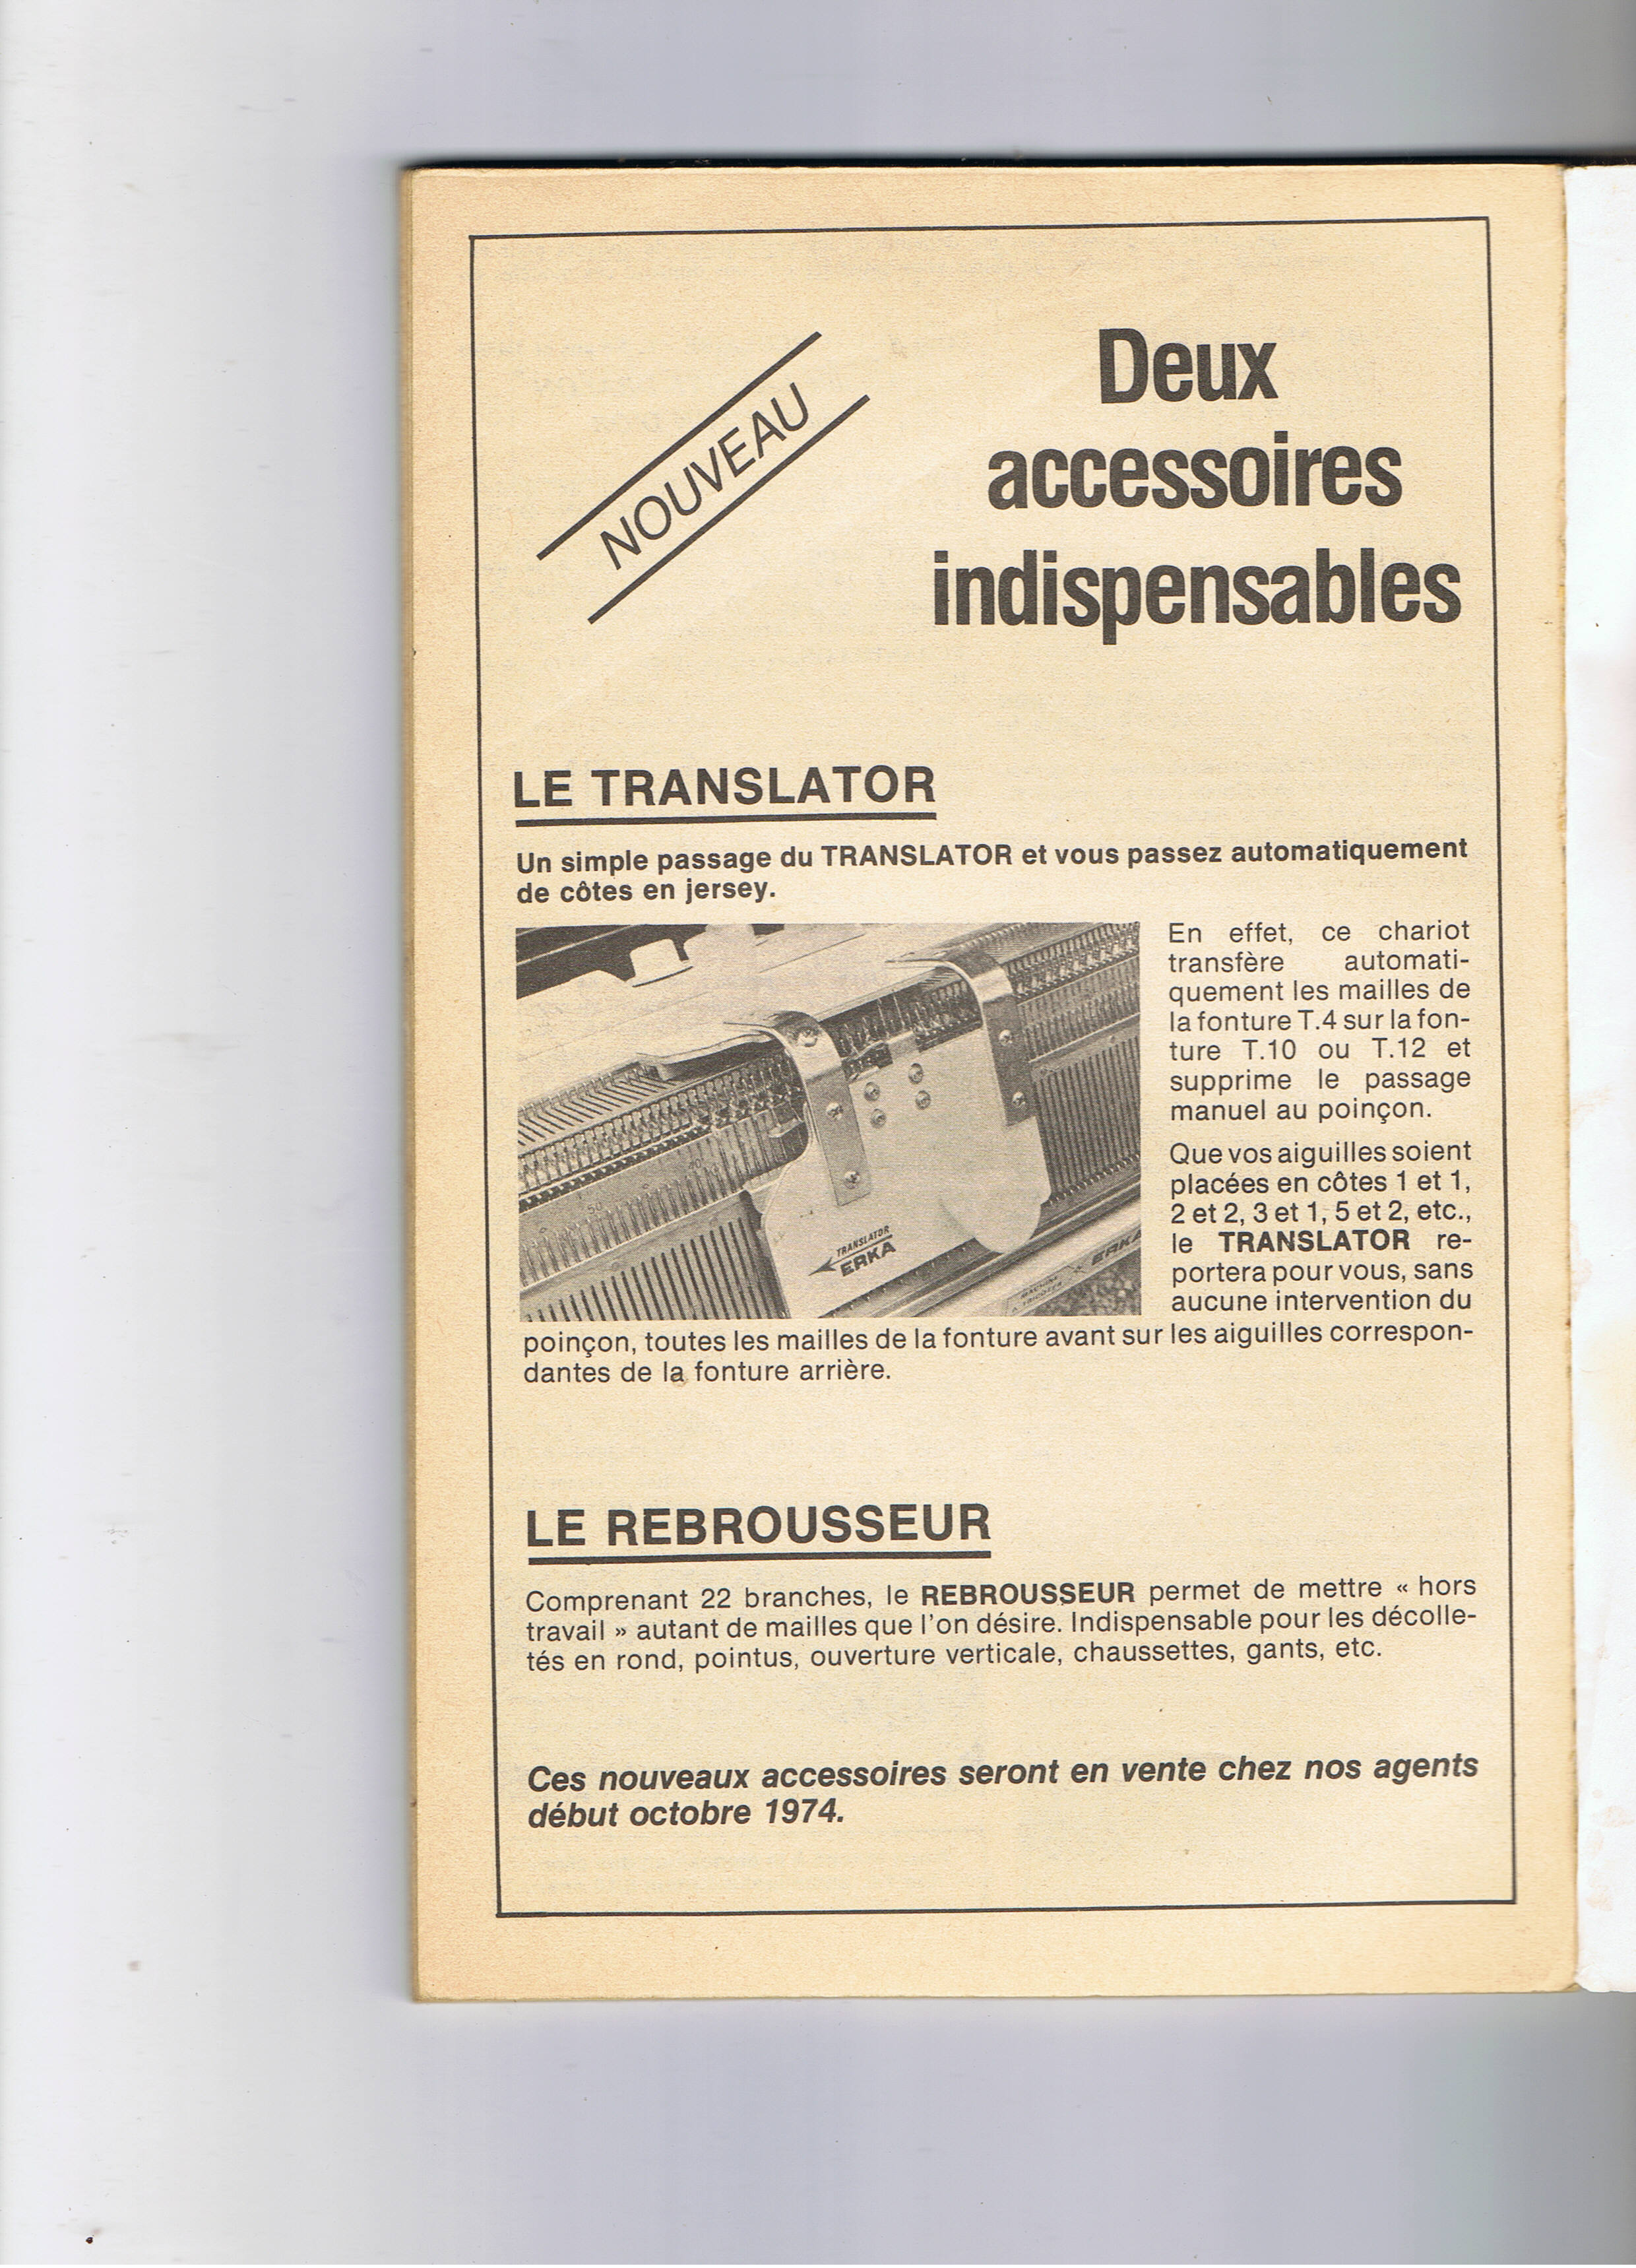 NOUVEAU
Deux
accessoires
indispensables
LE TRANSLATOR
Un simple passage du TRANSLATOR et vous passez automatiquement
de côtes en jersey.
En effet, ce chariot
transfère automati-
quement les mailles de
la fonture T.4 sur la fon-
ture T.10 ou T.12 et
supprime le passage
manuel au poinçon.
Que vos aiguilles soient
placées en côtes 1 et 1,
2 et 2, 3 et 1, 5 et 2, etc.,
le TRANSLATOR re-
portera pour vous, sans
aucune intervention du
poinçon, toutes les mailles de la fonture avant sur les aiguilles correspon-
dantes de la fonture arrière.
TRANSLATOR
ERKA
MACHINE
A TRICOTER
ERKA
50
LE REBROUSSEUR
Comprenant 22 branches, le REBROUSSEUR permet de mettre « hors
travail » autant de mailles que l'on désire. Indispensable pour les décolle-
tés en rond, pointus, ouverture verticale, chaussettes, gants, etc.
Ces nouveaux accessoires seront en vente chez nos agents
début octobre 1974.